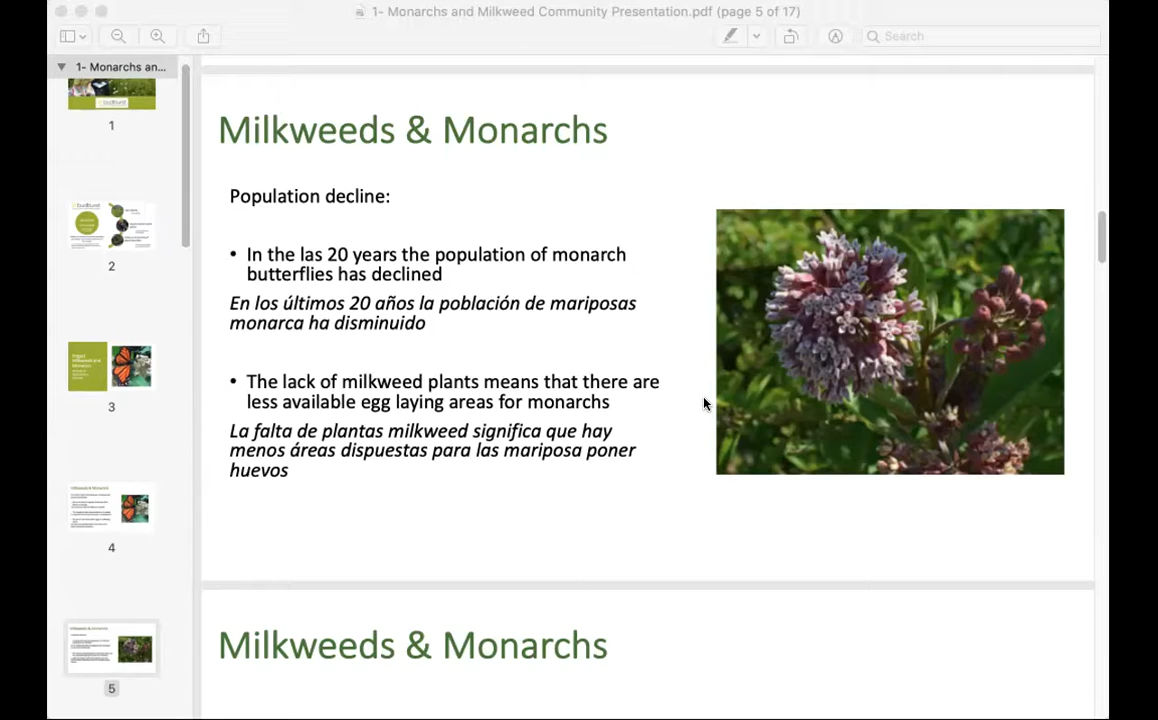 1- Monarchs and Milkweed Community Presentation.pdf (page 5 of 17)
Search
1- Monarchs an...
1
2
3
4
5
Milkweeds & Monarchs
Population decline:
• In the las 20 years the population of monarch
butterflies has declined
En los últimos 20 años la población de mariposas
monarca ha disminuido
• The lack of milkweed plants means that there are
less available egg laying areas for monarchs
La falta de plantas milkweed significa que hay
menos áreas dispuestas para las mariposa poner
huevos
Milkweeds & Monarchs